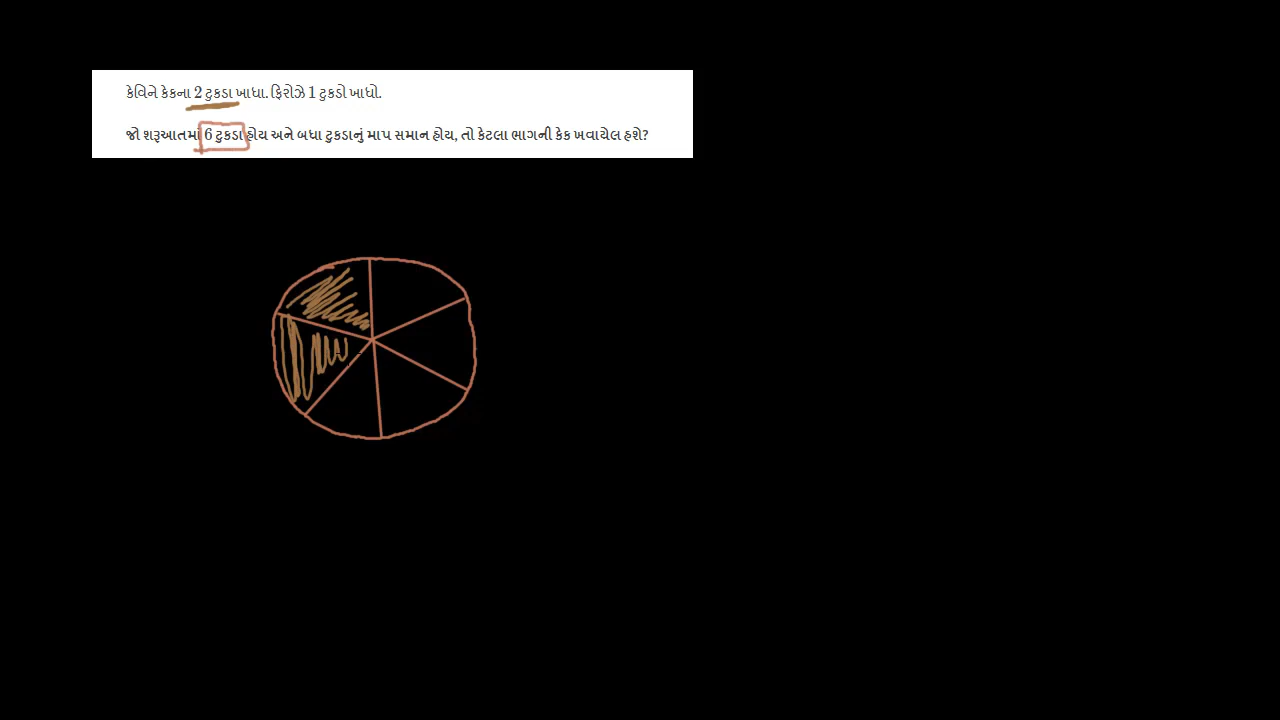 કેવિને કેકના 2 ટુકડા ખાધા. ફિરોઝે 1 ટુકડો ખાધો.
જો શરૂઆતમાં 6 ટુકડા હોય અને બધા ટુકડાનું માપ સમાન હોય, તો કેટલા ભાગની કેક ખવાયેલ હશે?